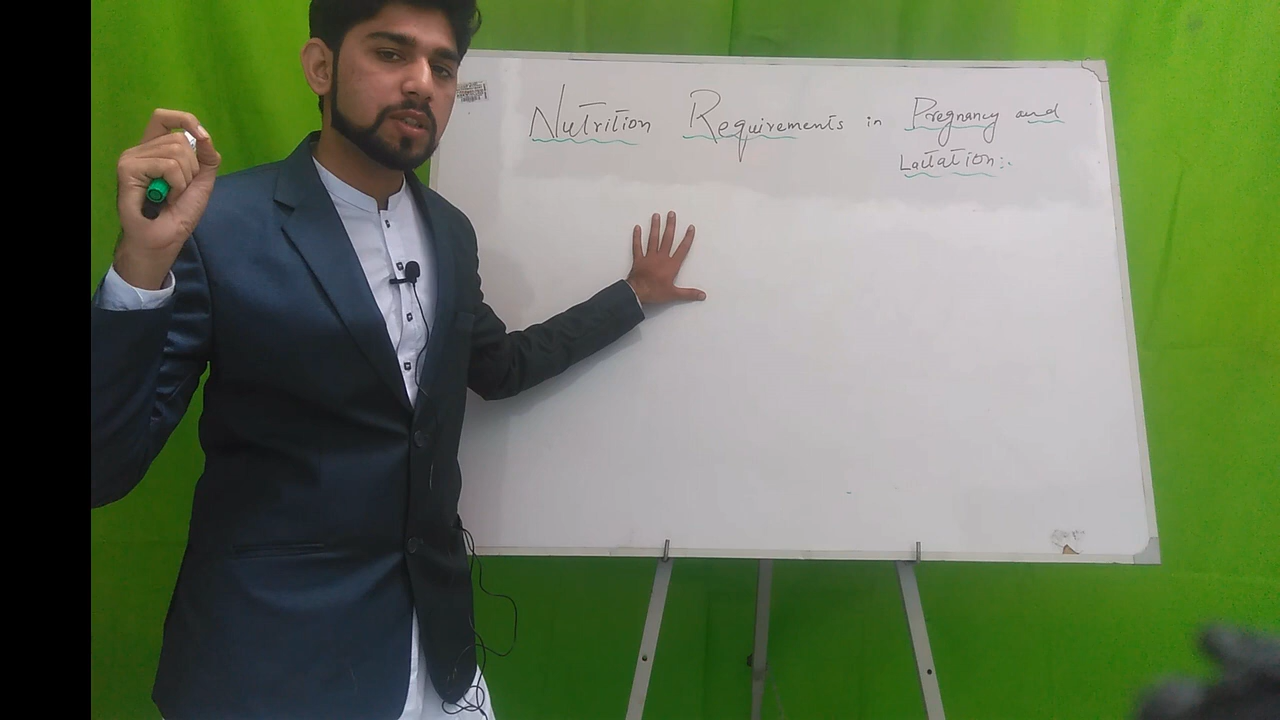 Nutrition Requirements in Pregnancy and
Lactation:-